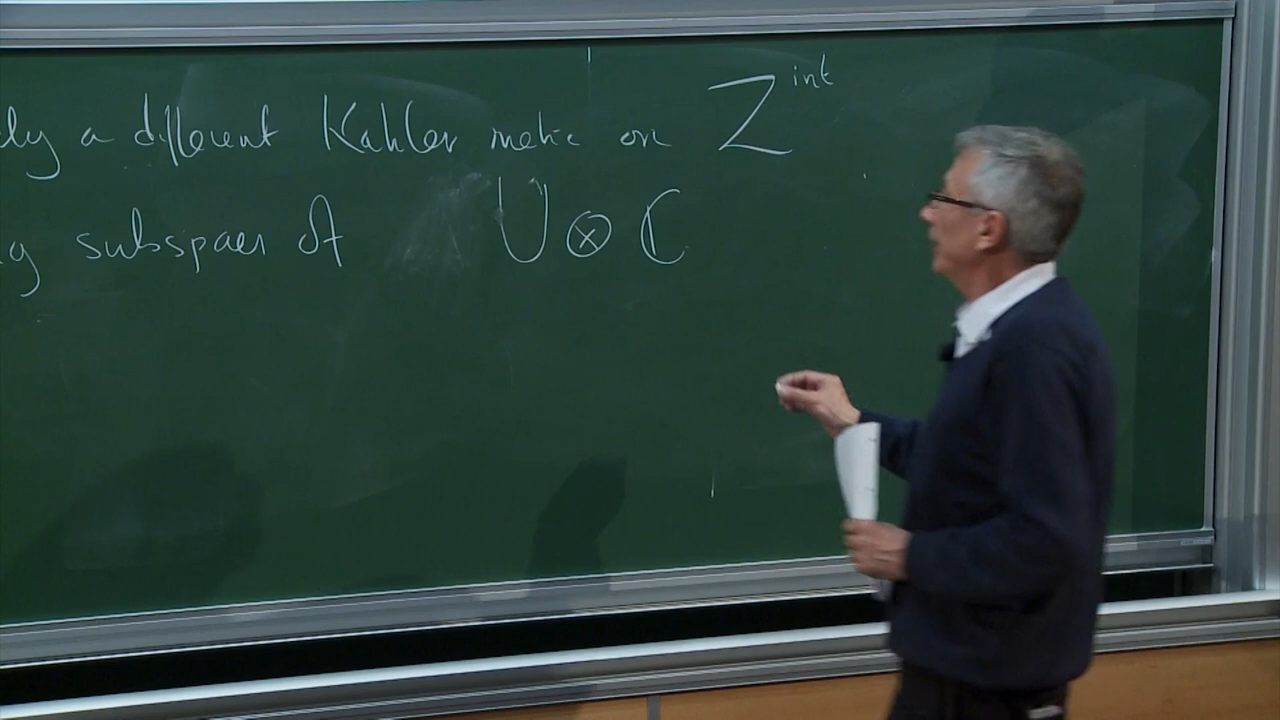 ly a different Kahler metric on Z^int
g subspaces of U ⊗ C